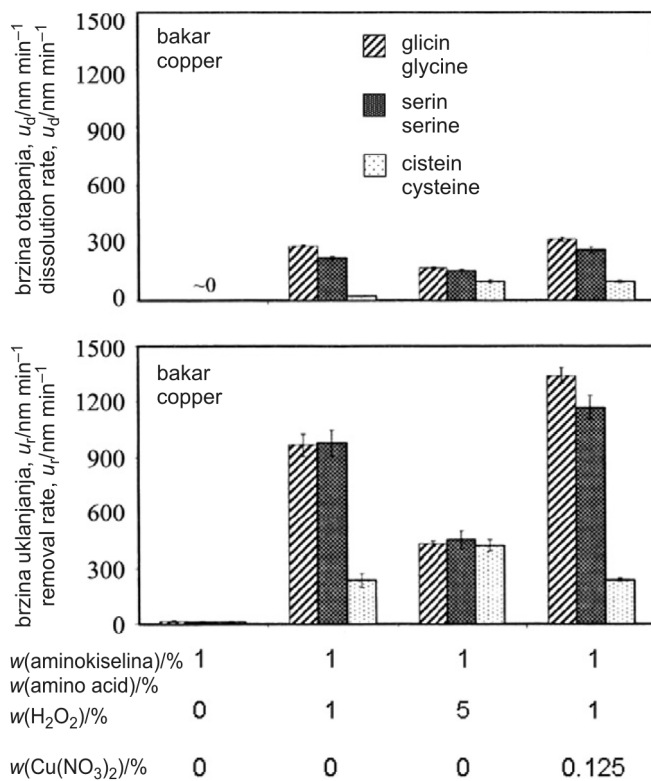 brzina otapanja, u_d/nm min⁻¹
dissolution rate, u_d/nm min⁻¹
1500
1200
900
600
300
0
bakar
copper
glicin
glycine
serin
serine
cistein
cysteine
~0
brzina uklanjanja, u_r/nm min⁻¹
removal rate, u_r/nm min⁻¹
1500
1200
900
600
300
0
bakar
copper
w(aminokiselina)/% 1 1 1 1
w(amino acid)/%
w(H₂O₂)/% 0 1 5 1
w(Cu(NO₃)₂)/% 0 0 0 0.125